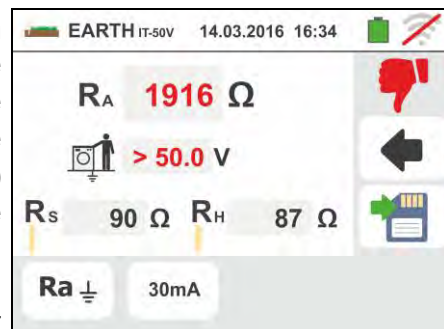 EARTH IT-50V 14.03.2016 16:34
RA 1916 Ω
> 50.0 V
Rs 90 Ω RH 87 Ω
Ra 30mA